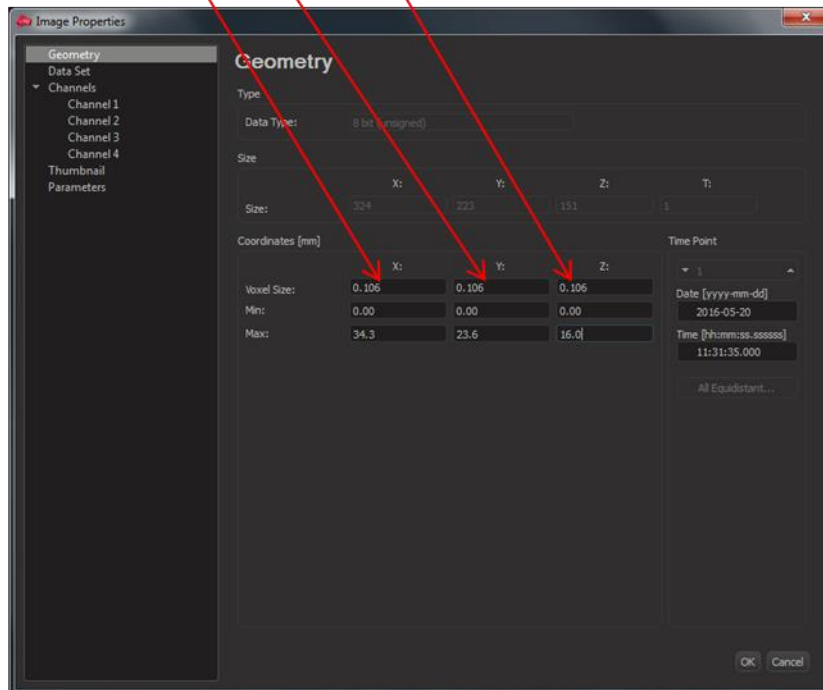 Image Properties
Geometry
Data Set
Channels
Channel 1
Channel 2
Channel 3
Channel 4
Thumbnail
Parameters
Geometry
Type
Data Type: 8 bit (unsigned)
Size
X: Y: Z: T:
Size: 324 223 151 1
Coordinates [mm]
X: Y: Z:
Voxel Size: 0.106 0.106 0.106
Min: 0.00 0.00 0.00
Max: 34.3 23.6 16.0
Time Point
1
Date [yyyy-mm-dd]
2016-05-20
Time [hh:mm:ss.ssssss]
11:31:35.000
All Equidistant...
OK Cancel